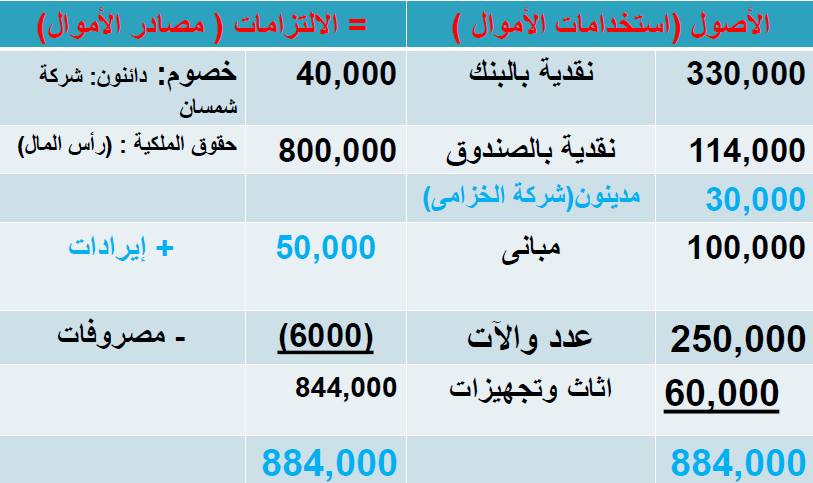 الأصول (استخدامات الأموال ) = الالتزامات ( مصادر الأموال)
330,000 نقدية بالبنك 40,000 خصوم: دائنون: شركة
شمسان
114,000 نقدية بالصندوق 800,000 حقوق الملكية : (رأس المال)
30,000 مدينون(شركة الخزامى)
100,000 مبانى 50,000 + إيرادات
250,000 عدد والآت (6000) - مصروفات
60,000 اثاث وتجهيزات 844,000
884,000 884,000